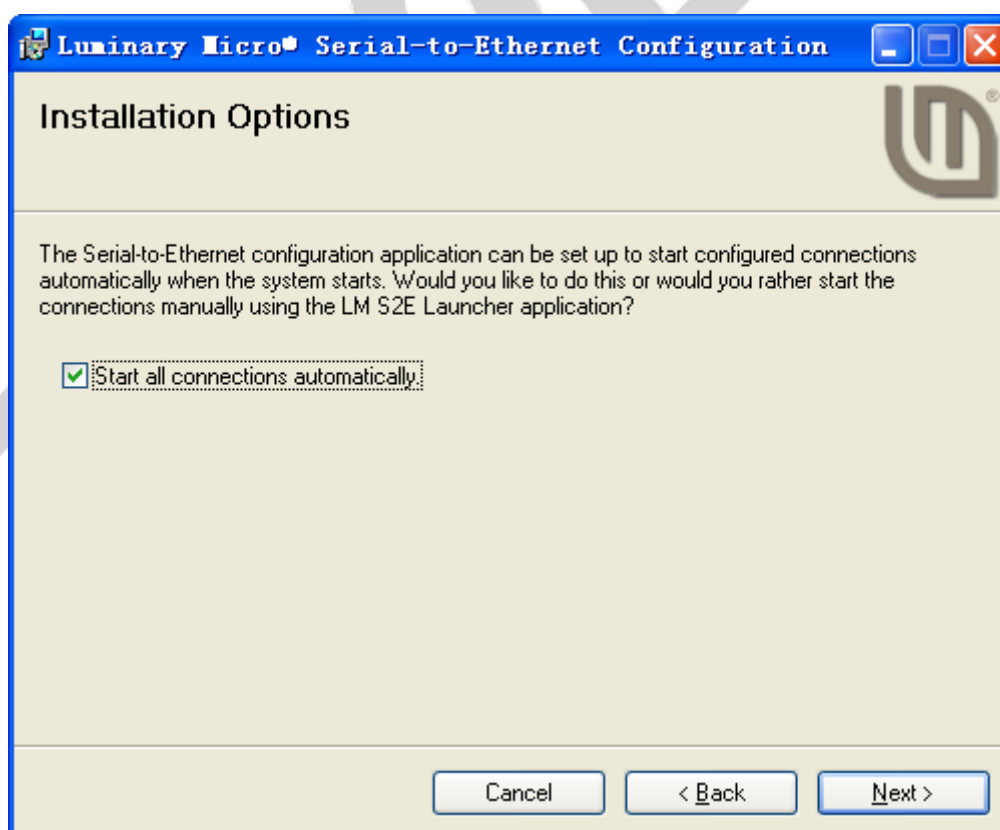 Luminary Micro® Serial-to-Ethernet Configuration
Installation Options
The Serial-to-Ethernet configuration application can be set up to start configured connections
automatically when the system starts. Would you like to do this or would you rather start the
connections manually using the LM S2E Launcher application?
Start all connections automatically.
Cancel
< Back
Next >